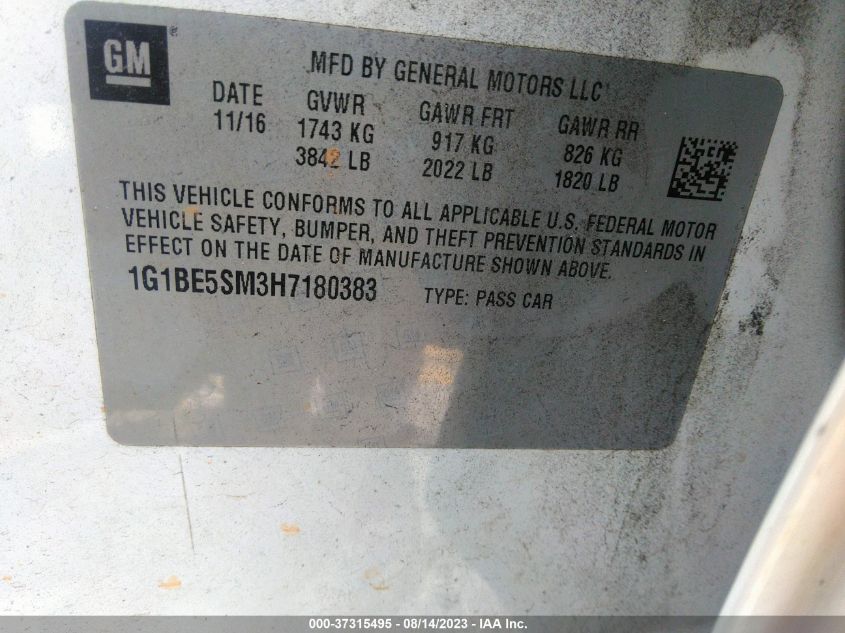 GM ®
MFD BY GENERAL MOTORS LLC
DATE GVWR GAWR FRT GAWR RR
11/16 1743 KG 917 KG 826 KG
3842 LB 2022 LB 1820 LB
THIS VEHICLE CONFORMS TO ALL APPLICABLE U.S. FEDERAL MOTOR
VEHICLE SAFETY, BUMPER, AND THEFT PREVENTION STANDARDS IN
EFFECT ON THE DATE OF MANUFACTURE SHOWN ABOVE.
1G1BE5SM3H7180383 TYPE: PASS CAR
000-37315495 - 08/14/2023 - IAA Inc.